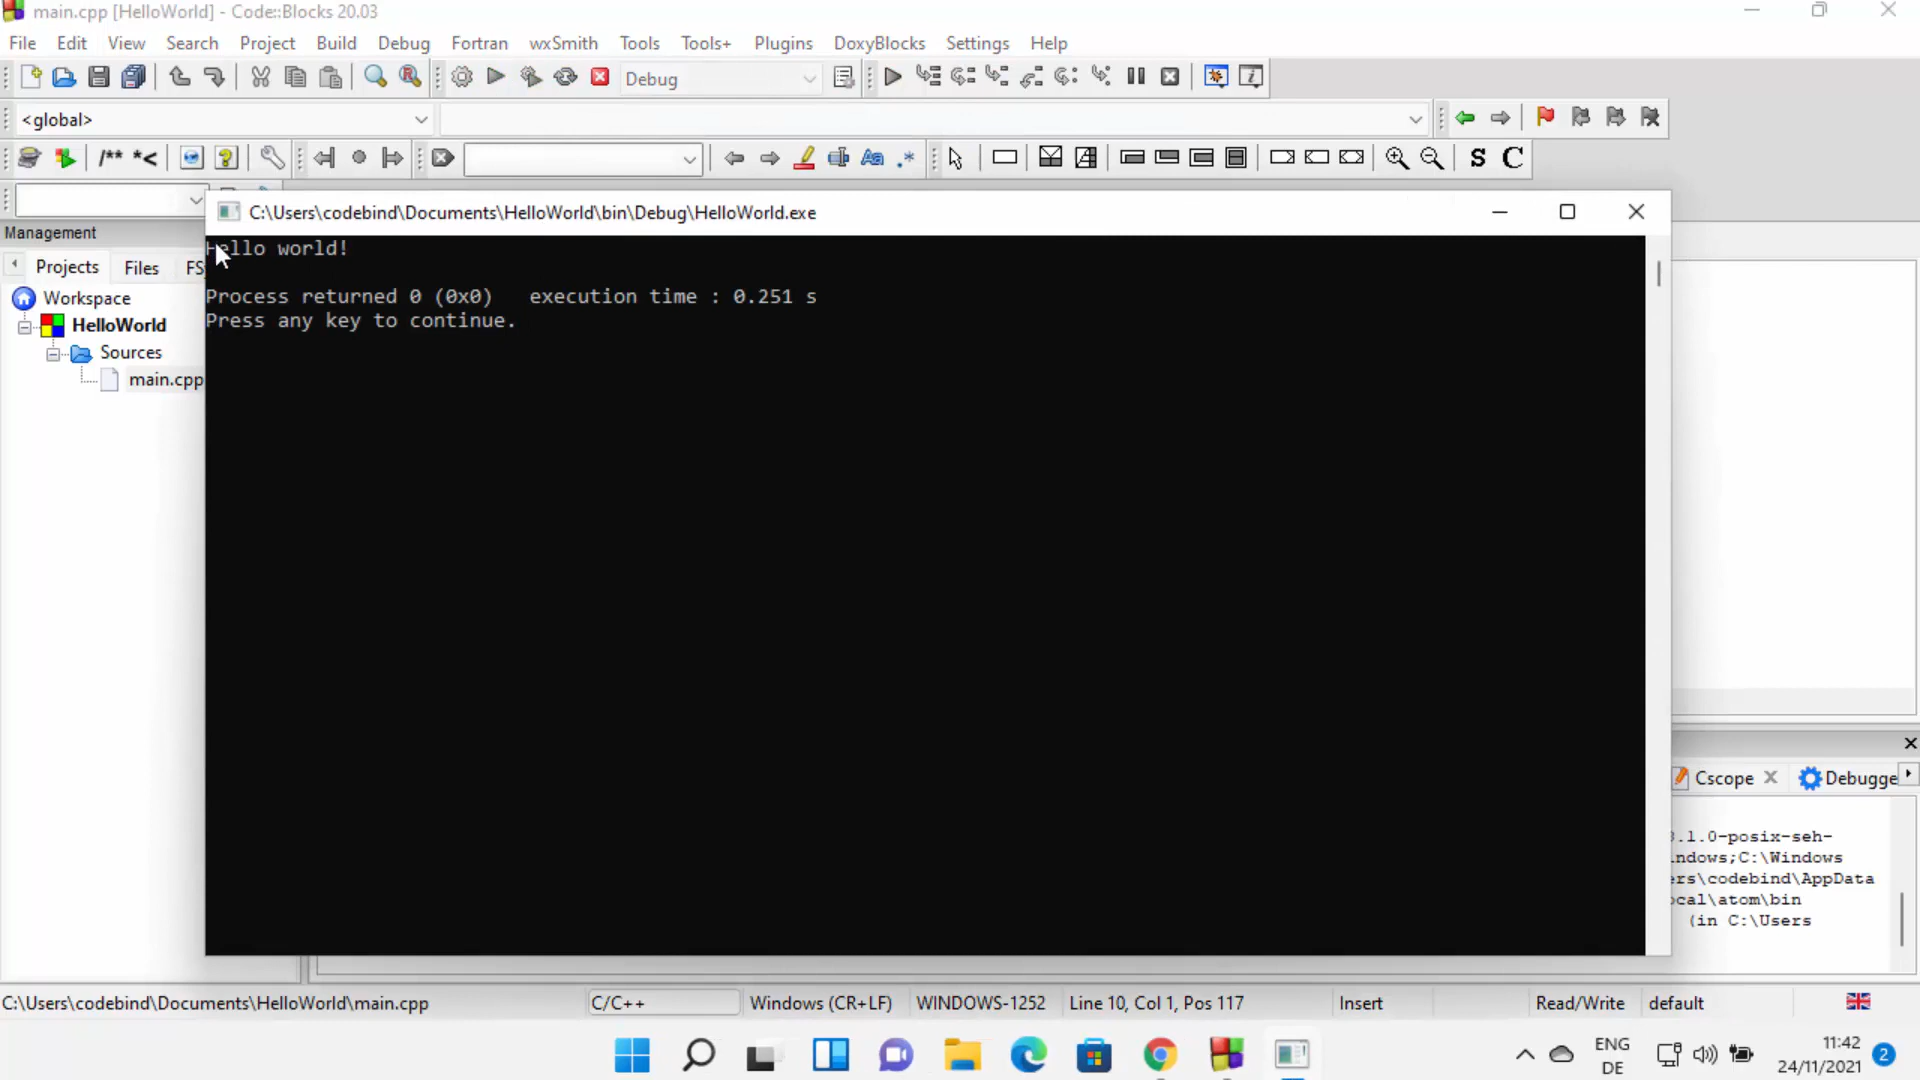 main.cpp [HelloWorld] - Code::Blocks 20.03
File Edit View Search Project Build Debug Fortran wxSmith Tools Tools+ Plugins DoxyBlocks Settings Help
Debug
<global>
/** *< Aa .* S C
C:\Users\codebind\Documents\HelloWorld\bin\Debug\HelloWorld.exe
Management
Hello world!
Projects Files FS
Workspace
Process returned 0 (0x0)   execution time : 0.251 s
HelloWorld
Press any key to continue.
Sources
main.cpp
Cscope Debugge
.1.0-posix-seh-
ndows;C:\Windows
ers\codebind\AppData
ocal\atom\bin
(in C:\Users
C:\Users\codebind\Documents\HelloWorld\main.cpp C/C++ Windows (CR+LF) WINDOWS-1252 Line 10, Col 1, Pos 117 Insert Read/Write default
ENG
DE
11:42
24/11/2021
2